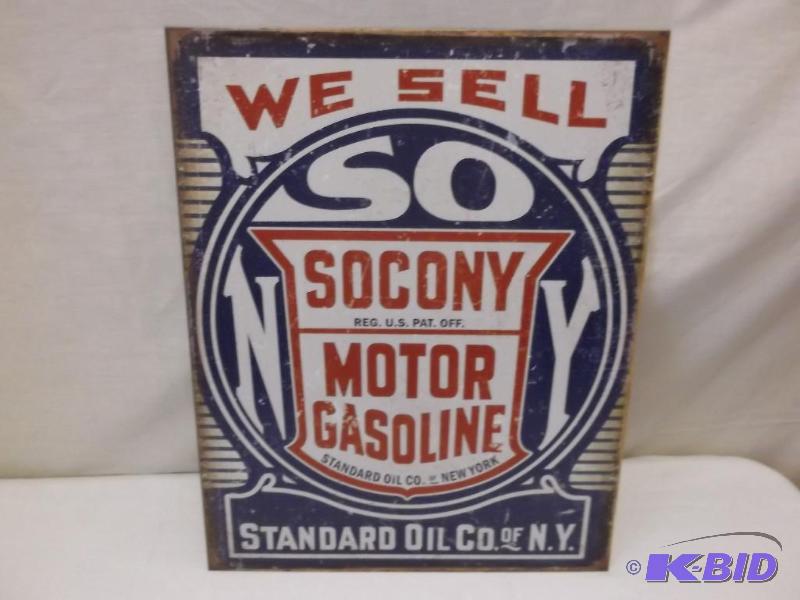 WE SELL
SO
N Y
SOCONY
REG. U.S. PAT. OFF.
MOTOR
GASOLINE
STANDARD OIL CO. OF NEW YORK
STANDARD OIL CO. OF N.Y.
© K-BID